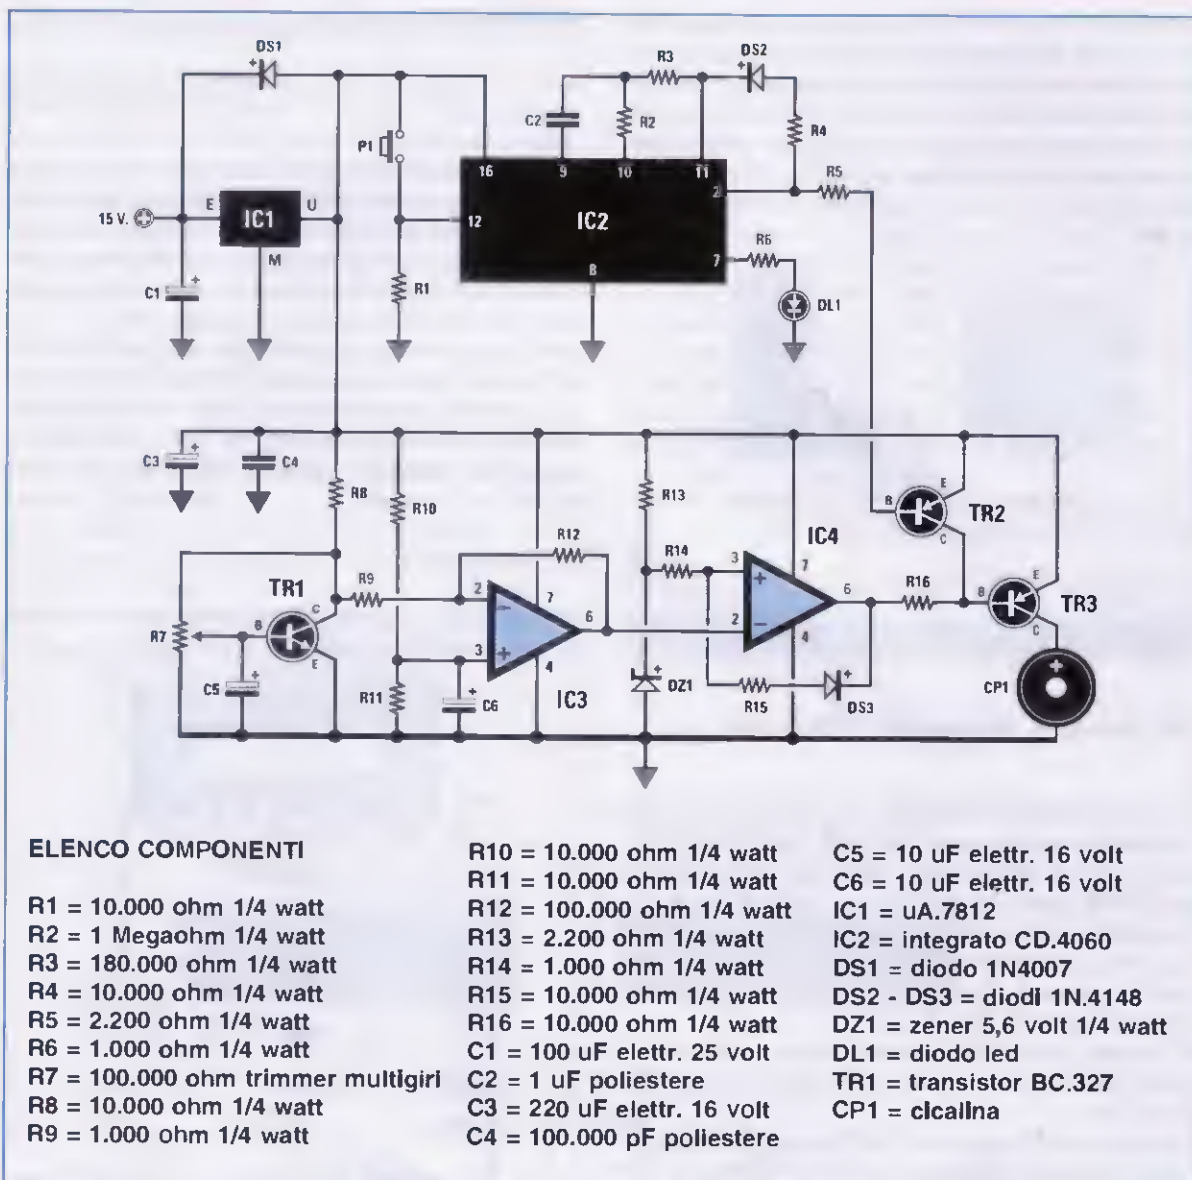 DS1
R3
DS2
C2
R2
R4
P1
R5
16
9
10
11
2
15 V.
E
IC1
U
12
IC2
R6
M
7
C1
R1
8
DL1
C3
C4
R8
R10
R13
E
B
TR2
R12
IC4
C
TR1
R14
3
7
E
R9
2
7
6
R16
B
TR3
C
R7
B
6
2
C
E
3
4
4
C5
R11
C6
IC3
DZ1
R15
DS3
CP1
ELENCO COMPONENTI
R1 = 10.000 ohm 1/4 watt
R2 = 1 Megaohm 1/4 watt
R3 = 180.000 ohm 1/4 watt
R4 = 10.000 ohm 1/4 watt
R5 = 2.200 ohm 1/4 watt
R6 = 1.000 ohm 1/4 watt
R7 = 100.000 ohm trimmer multigiri
R8 = 10.000 ohm 1/4 watt
R9 = 1.000 ohm 1/4 watt
R10 = 10.000 ohm 1/4 watt
R11 = 10.000 ohm 1/4 watt
R12 = 100.000 ohm 1/4 watt
R13 = 2.200 ohm 1/4 watt
R14 = 1.000 ohm 1/4 watt
R15 = 10.000 ohm 1/4 watt
R16 = 10.000 ohm 1/4 watt
C1 = 100 uF elettr. 25 volt
C2 = 1 uF poliestere
C3 = 220 uF elettr. 16 volt
C4 = 100.000 pF poliestere
C5 = 10 uF elettr. 16 volt
C6 = 10 uF elettr. 16 volt
IC1 = uA.7812
IC2 = integrato CD.4060
DS1 = diodo 1N4007
DS2 - DS3 = diodi 1N.4148
DZ1 = zener 5,6 volt 1/4 watt
DL1 = diodo led
TR1 = transistor BC.327
CP1 = cicalina